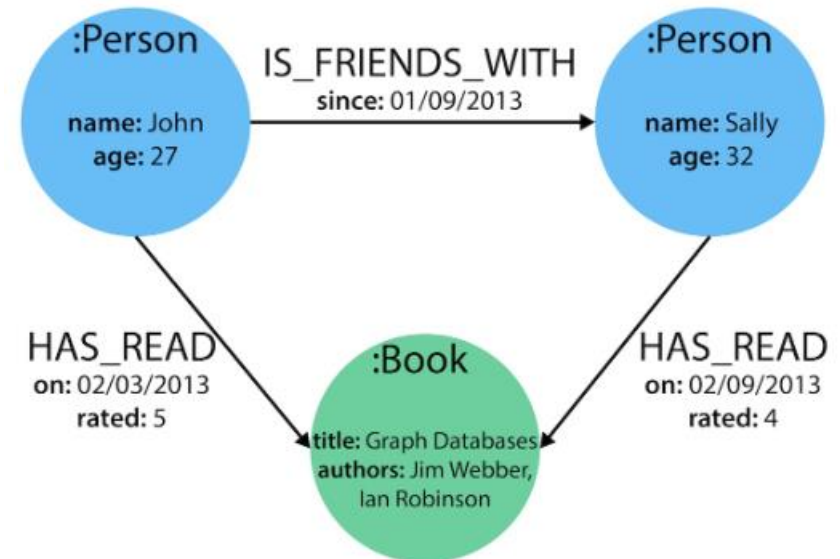 :Person
name: John
age: 27
IS_FRIENDS_WITH
since: 01/09/2013
:Person
name: Sally
age: 32
HAS_READ
on: 02/03/2013
rated: 5
:Book
title: Graph Databases
authors: Jim Webber,
Ian Robinson
HAS_READ
on: 02/09/2013
rated: 4